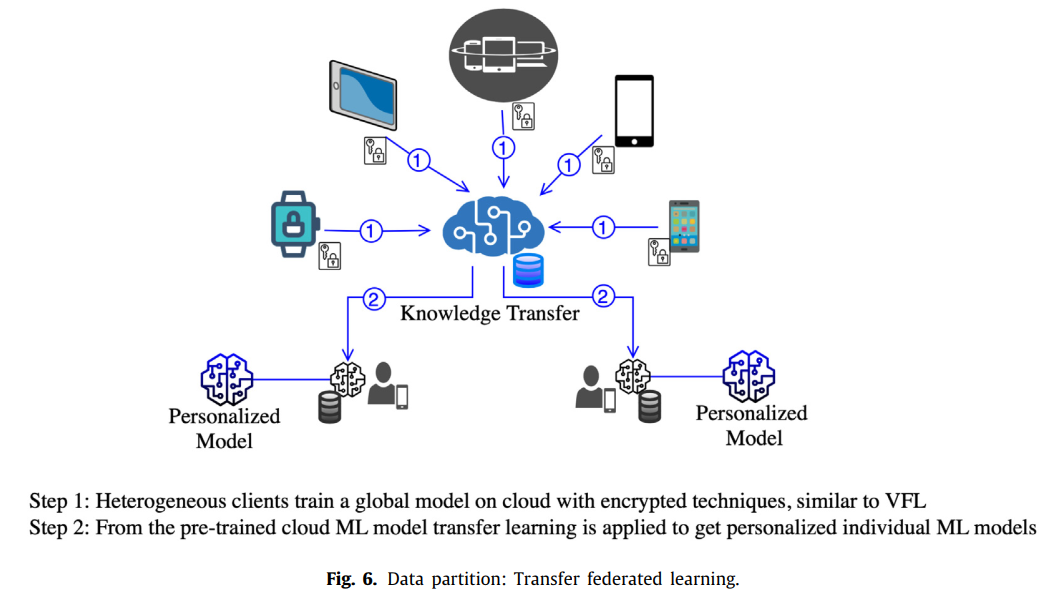 1
1
1
1
1
2
2
Knowledge Transfer
Personalized
Model
Personalized
Model
Step 1: Heterogeneous clients train a global model on cloud with encrypted techniques, similar to VFL
Step 2: From the pre-trained cloud ML model transfer learning is applied to get personalized individual ML models
Fig. 6. Data partition: Transfer federated learning.